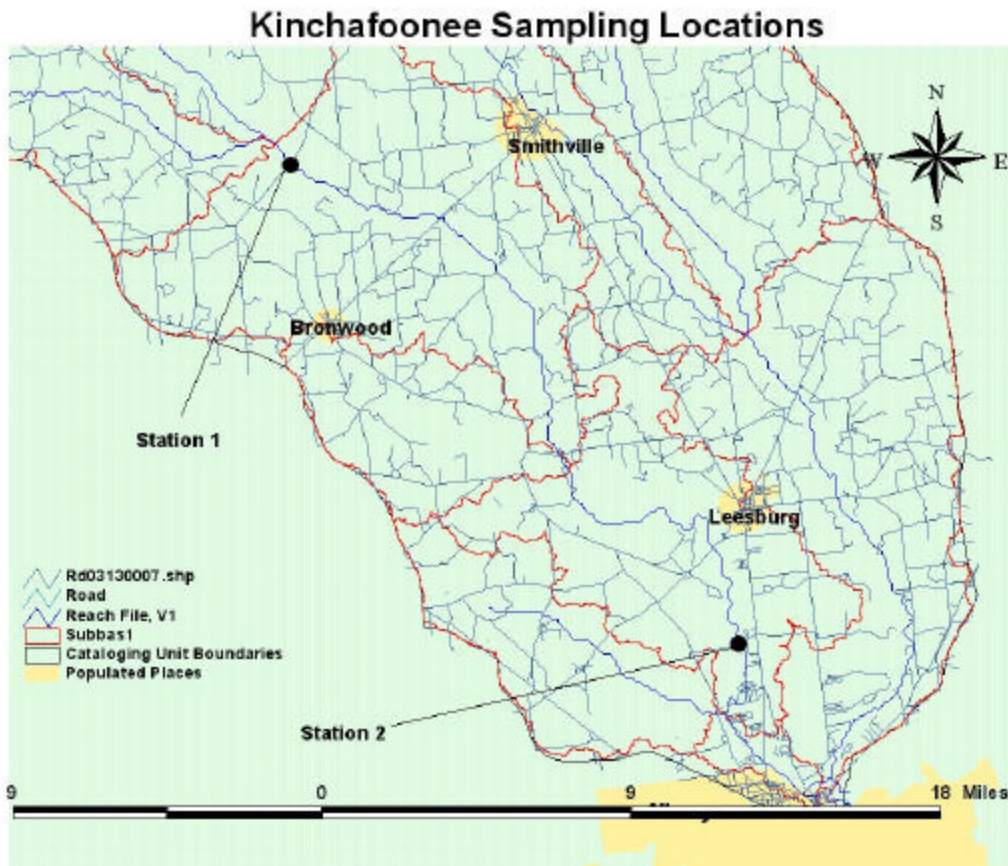 Kinchafoonee Sampling Locations
N
W E
S
Smithville
Bronwood
Station 1
Leesburg
Rd03130007.shp
Road
Reach File, V1
Subbas1
Cataloging Unit Boundaries
Populated Places
Station 2
9 0 9 18 Miles